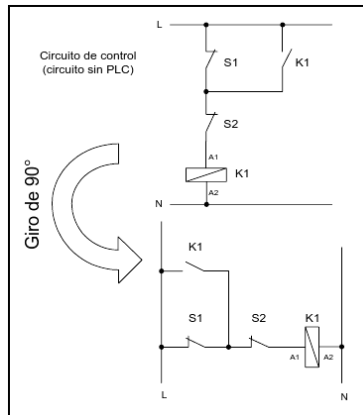 L
Circuito de control
(circuito sin PLC)
S1
K1
S2
A1
K1
A2
N
Giro de 90°
K1
S1
S2
K1
A1
A2
L
N